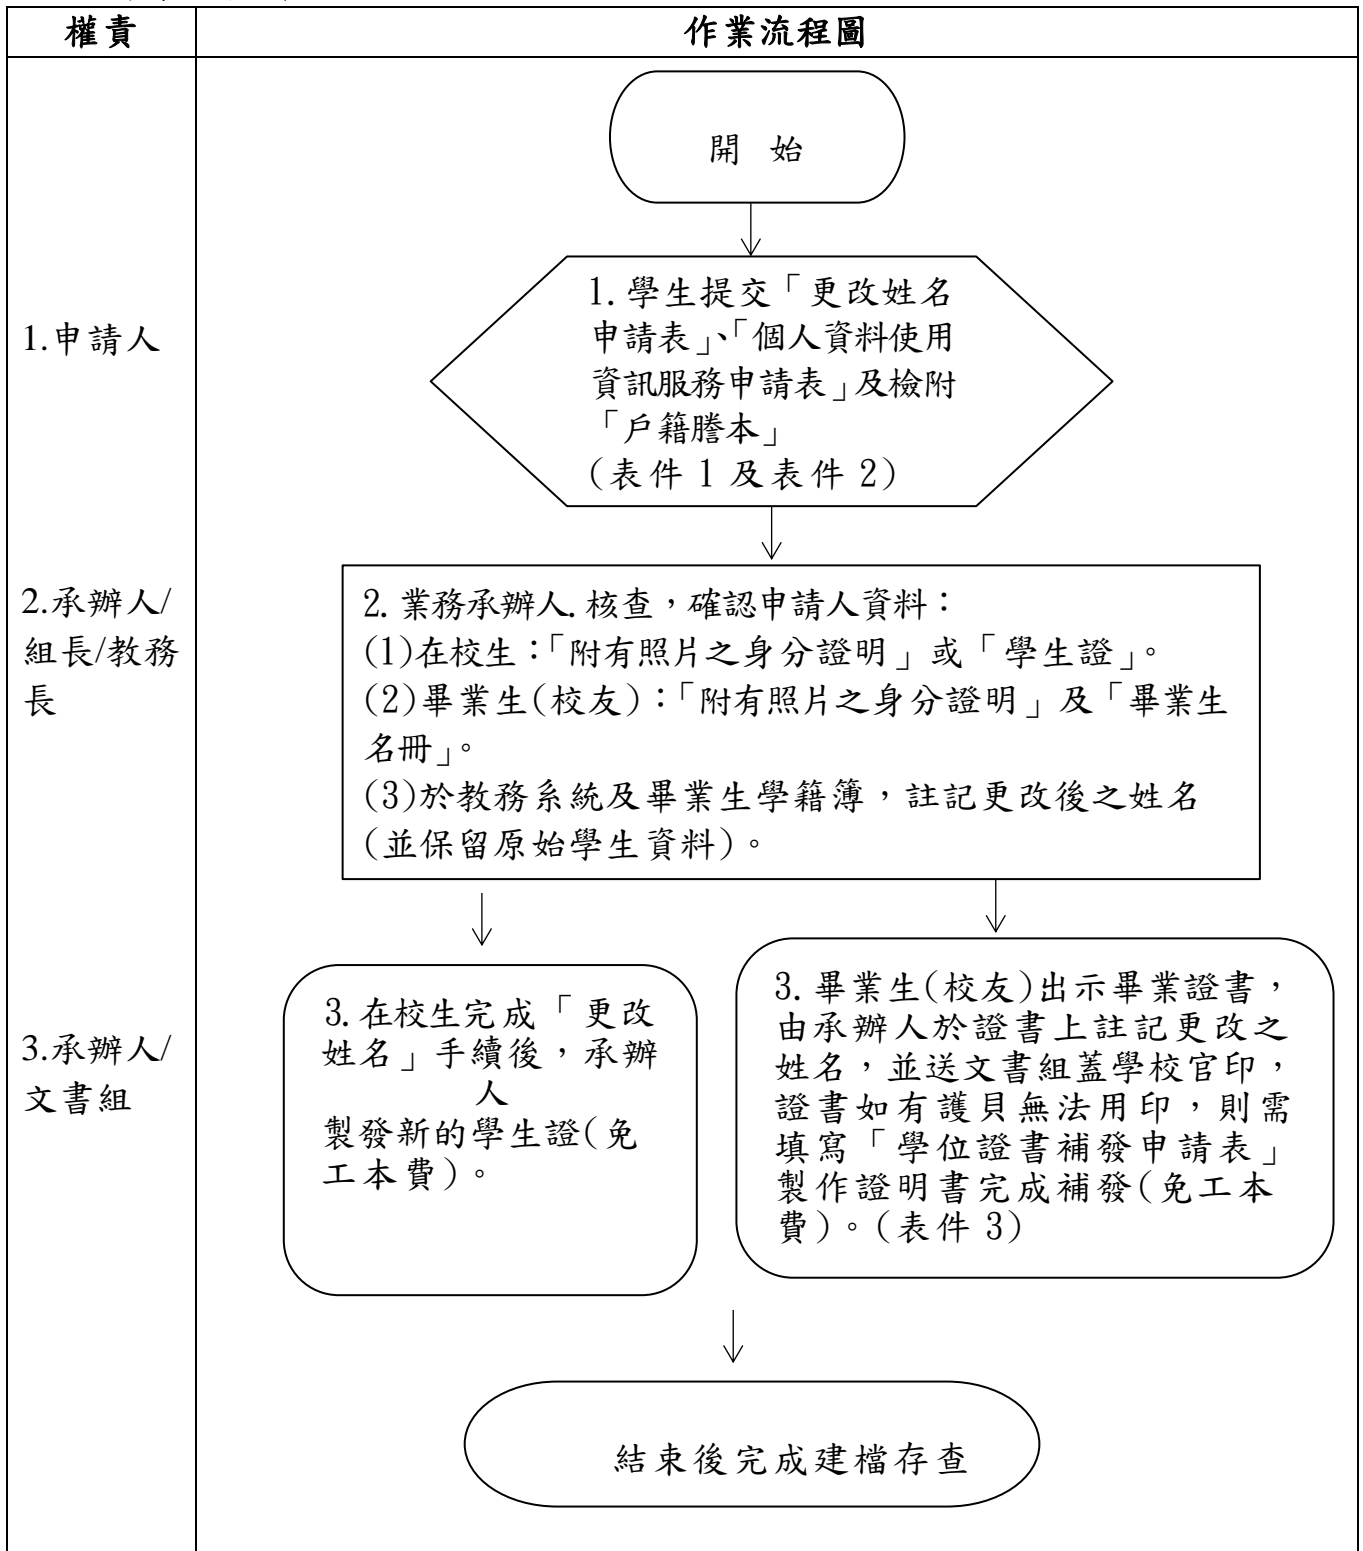 權責
作業流程圖
開 始
1.申請人
1.學生提交「更改姓名
申請表」、「個人資料使用
資訊服務申請表」及檢附
「戶籍謄本」
(表件 1 及表件 2)
2.承辦人/
組長/教務
長
2.業務承辦人.核查，確認申請人資料：
(1)在校生：「附有照片之身分證明」或「學生證」。
(2)畢業生(校友)：「附有照片之身分證明」及「畢業生
名冊」。
(3)於教務系統及畢業生學籍簿，註記更改後之姓名
(並保留原始學生資料)。
3.承辦人/
文書組
3.在校生完成「更改
姓名」手續後，承辦
人
製發新的學生證(免
工本費)。
3.畢業生(校友)出示畢業證書，
由承辦人於證書上註記更改之
姓名，並送文書組蓋學校官印，
證書如有護貝無法用印，則需
填寫「學位證書補發申請表」
製作證明書完成補發(免工本
費)。(表件 3)
結束後完成建檔存查